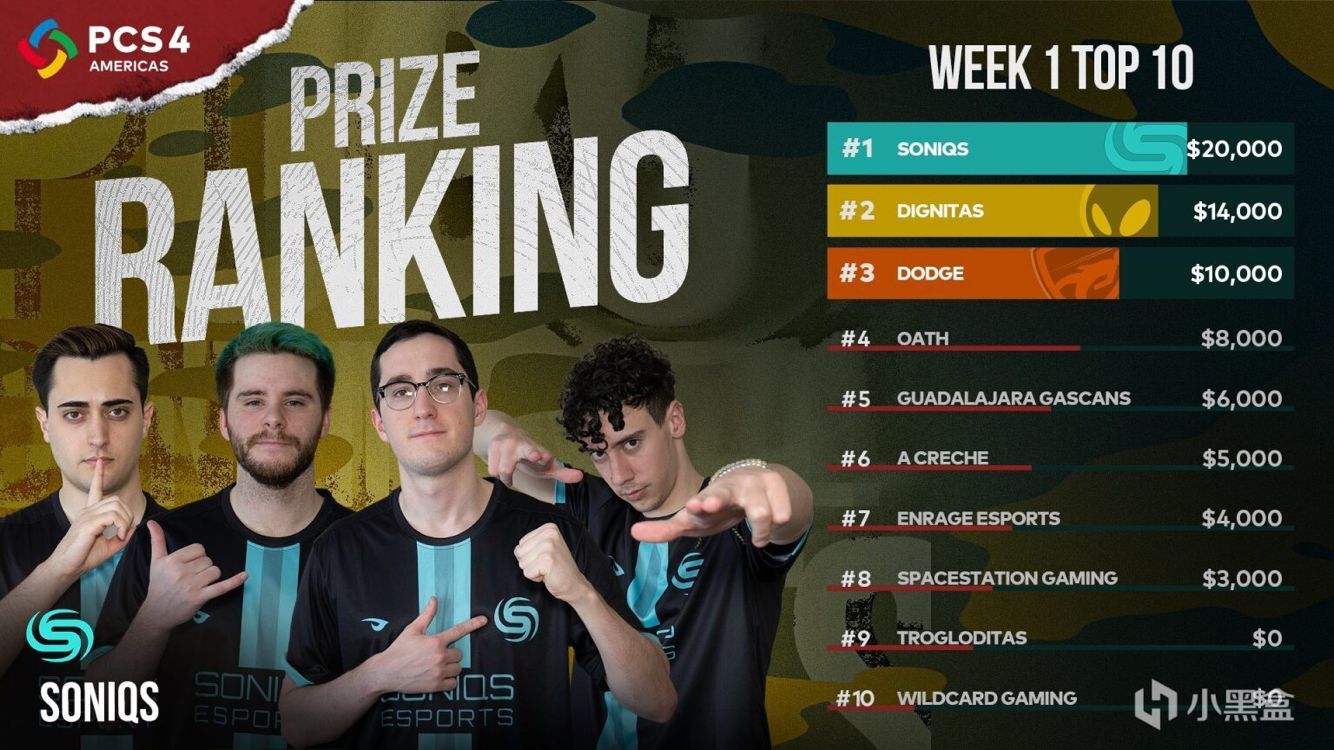 PCS 4
AMERICAS
PRIZE
RANKING
WEEK 1 TOP 10
#1 SONIQS $20,000
#2 DIGNITAS $14,000
#3 DODGE $10,000
#4 OATH $8,000
#5 GUADALAJARA GASCANS $6,000
#6 A CRECHE $5,000
#7 ENRAGE ESPORTS $4,000
#8 SPACESTATION GAMING $3,000
#9 TROGLODITAS $0
#10 WILDCARD GAMING $0
小黑盒
SONIQS
SONIQS
ESPORTS